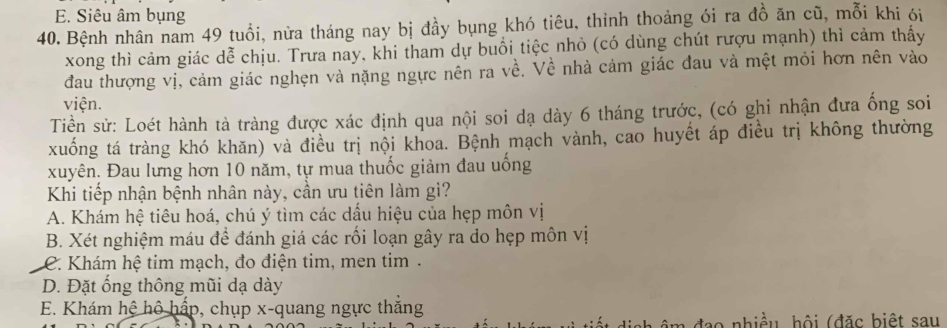 E. Siêu âm bụng
40. Bệnh nhân nam 49 tuổi, nửa tháng nay bị đầy bụng khó tiêu, thỉnh thoảng ói ra đồ ăn cũ, mỗi khi ói
xong thì cảm giác dễ chịu. Trưa nay, khi tham dự buổi tiệc nhỏ (có dùng chút rượu mạnh) thì cảm thấy
đau thượng vị, cảm giác nghẹn và nặng ngực nên ra về. Về nhà cảm giác đau và mệt mỏi hơn nên vào
viện.
Tiền sử: Loét hành tá tràng được xác định qua nội soi dạ dày 6 tháng trước, (có ghi nhận đưa ống soi
xuống tá tràng khó khăn) và điều trị nội khoa. Bệnh mạch vành, cao huyết áp điều trị không thường
xuyên. Đau lưng hơn 10 năm, tự mua thuốc giảm đau uống
Khi tiếp nhận bệnh nhân này, cần ưu tiên làm gì?
A. Khám hệ tiêu hoá, chú ý tìm các dấu hiệu của hẹp môn vị
B. Xét nghiệm máu để đánh giá các rối loạn gây ra do hẹp môn vị
C. Khám hệ tim mạch, đo điện tim, men tim .
D. Đặt ống thông mũi dạ dày
E. Khám hệ hô hấp, chụp x-quang ngực thẳng
đạo nhiều, hôi (đặc biệt sau